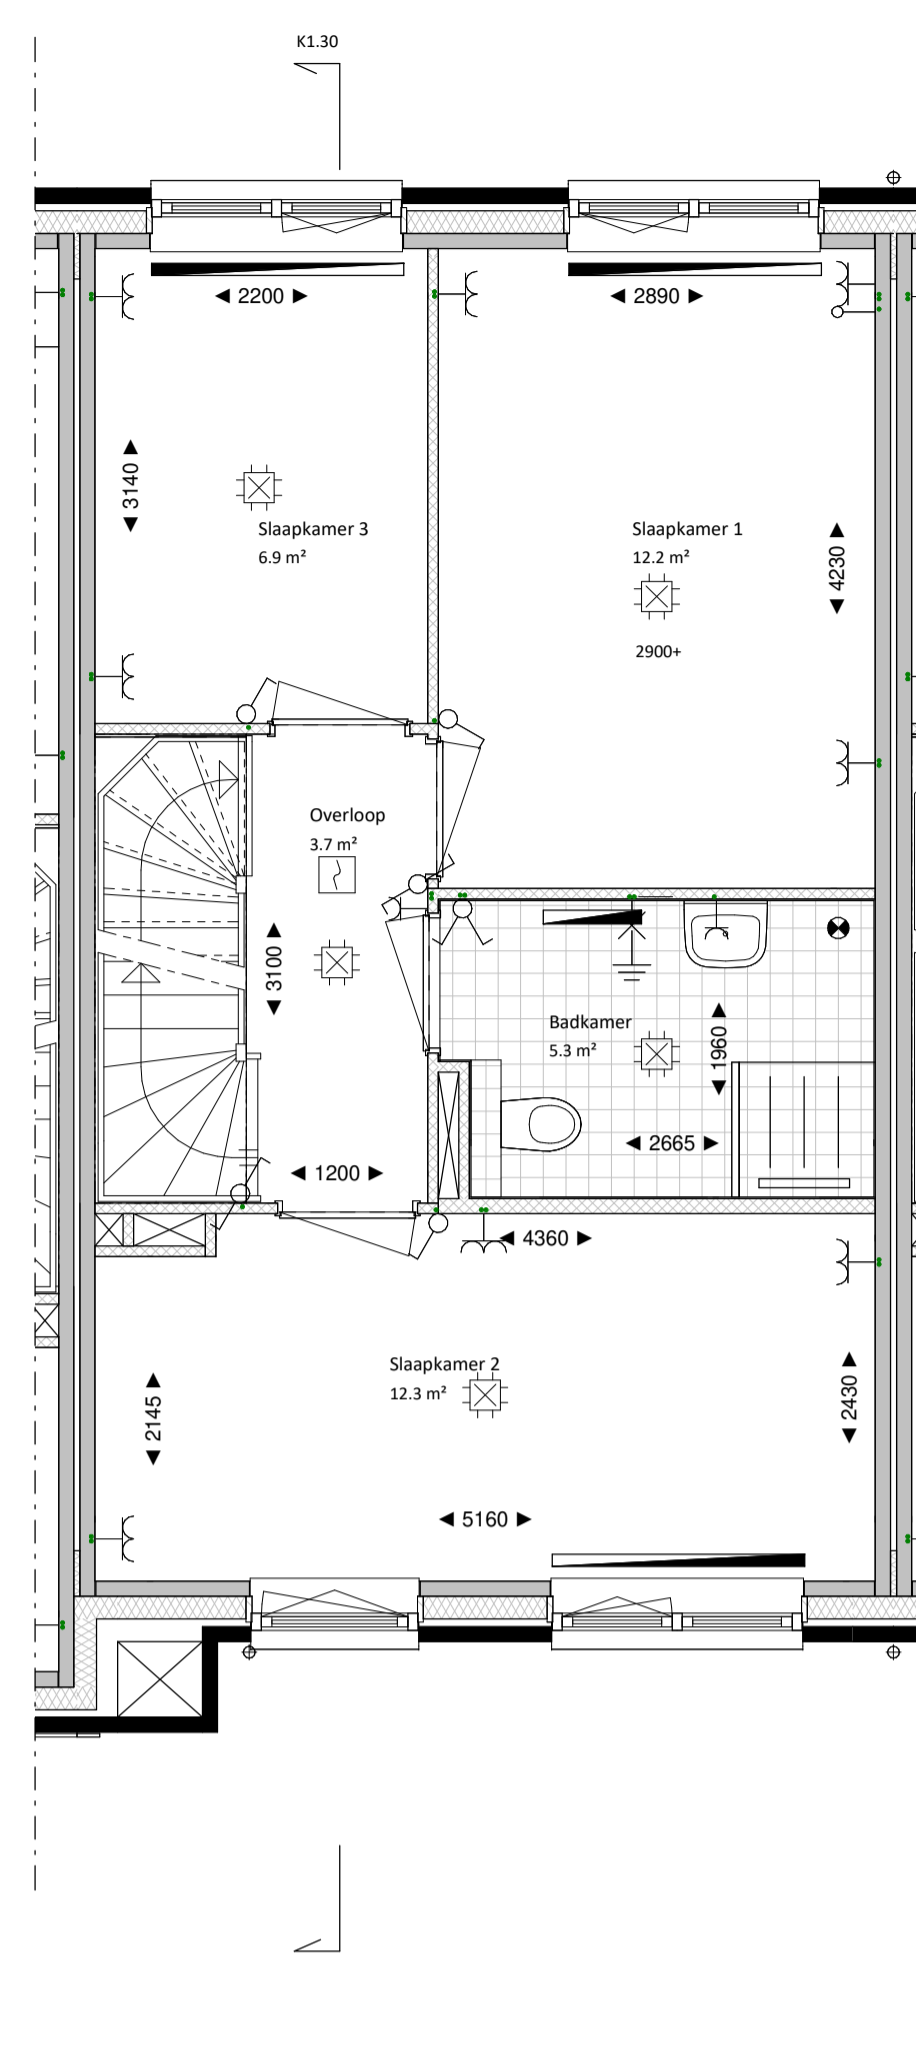 K1.30
2200
2890
3140
Slaapkamer 3
6.9 m²
Slaapkamer 1
12.2 m²
4230
2900+
Overloop
3.7 m²
3100
Badkamer
5.3 m²
1960
2665
1200
4360
Slaapkamer 2
12.3 m²
2145
2430
5160